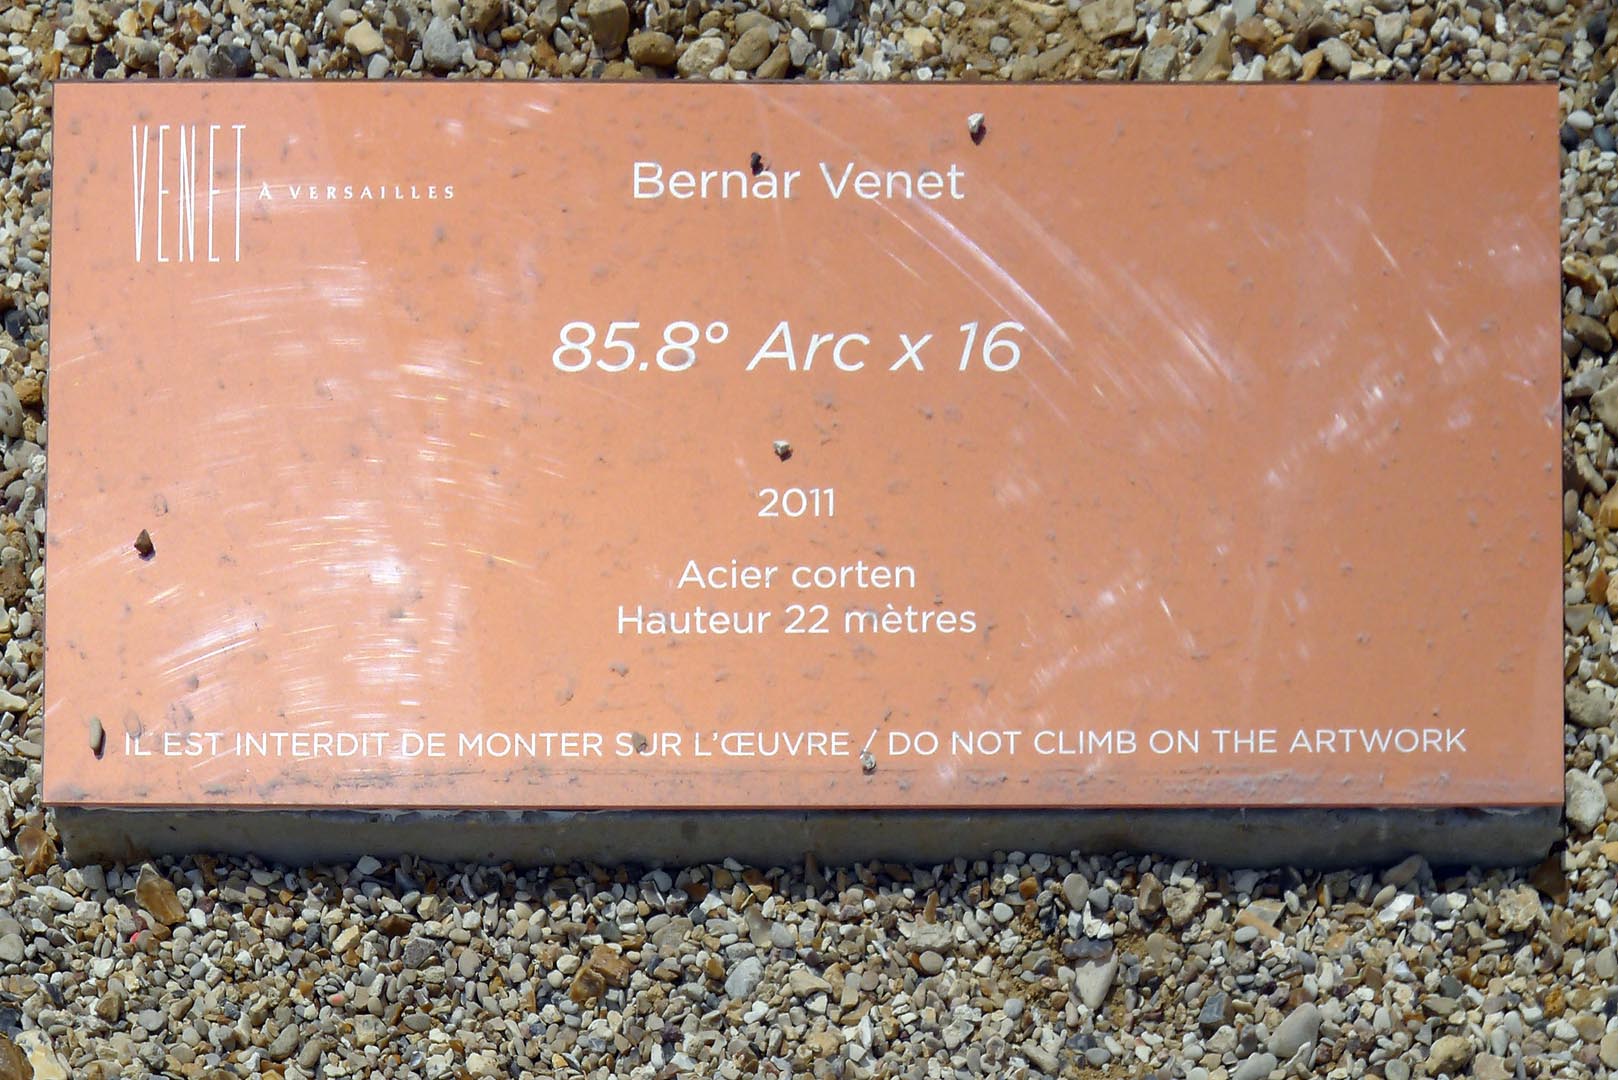 VENET À VERSAILLES
Bernar Venet
85.8° Arc x 16
2011
Acier corten
Hauteur 22 mètres
IL EST INTERDIT DE MONTER SUR L'ŒUVRE / DO NOT CLIMB ON THE ARTWORK